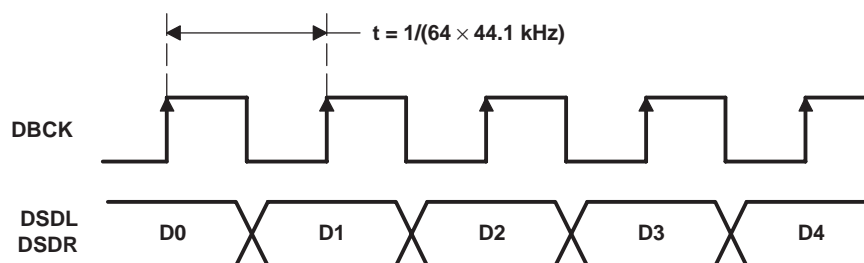 t = 1/(64 × 44.1 kHz)
DBCK
DSDL
DSDR
D0 D1 D2 D3 D4